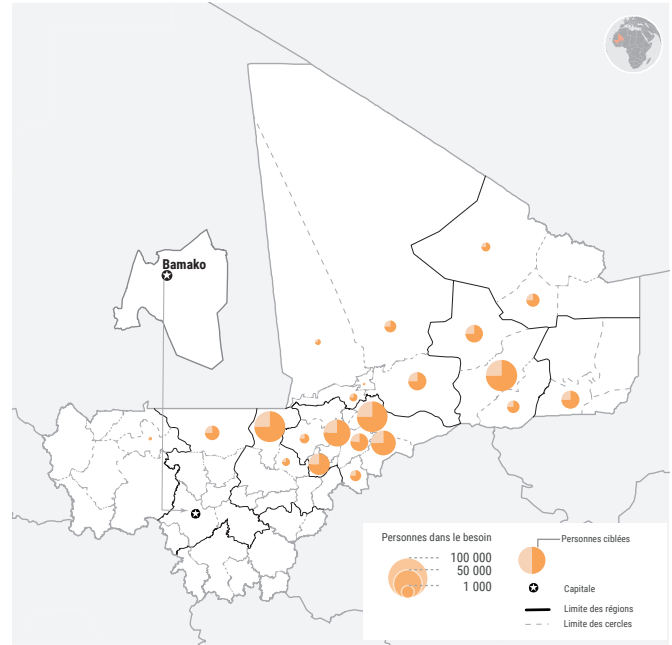 Bamako
Personnes dans le besoin
100 000
50 000
1 000
Personnes ciblées
Capitale
Limite des régions
Limite des cercles